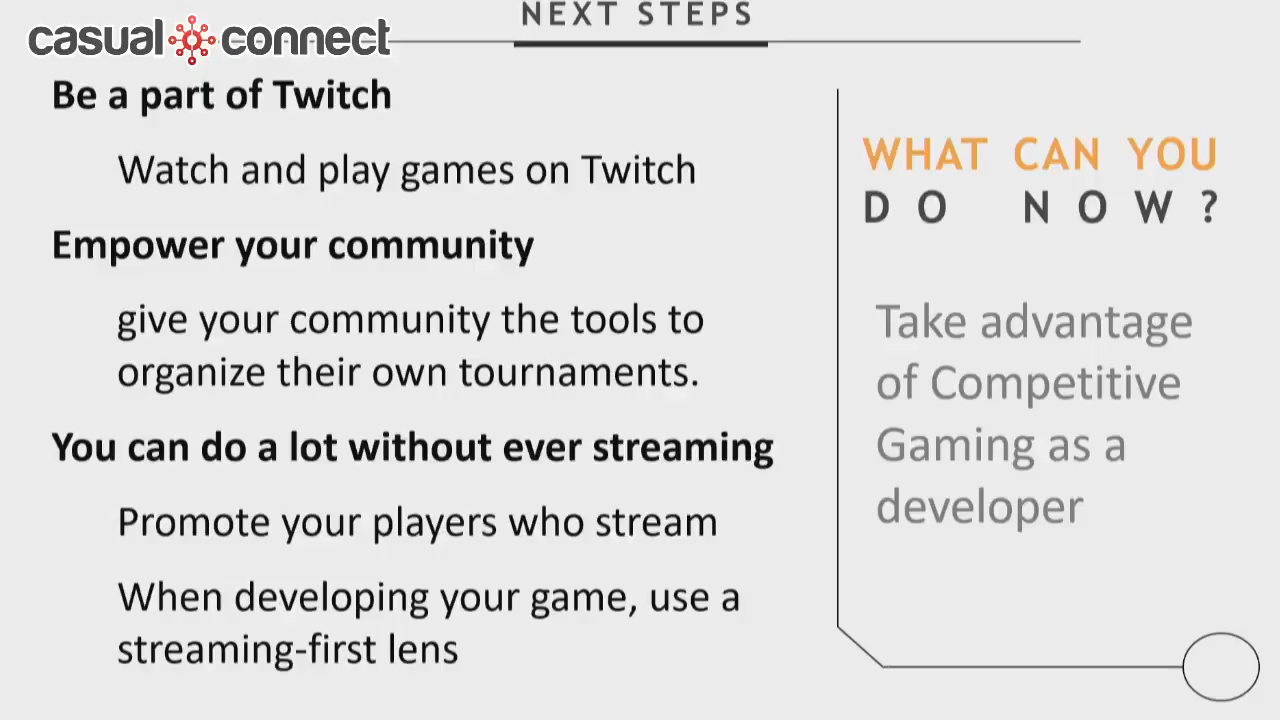 NEXT STEPS
casual connect
Be a part of Twitch
Watch and play games on Twitch
Empower your community
give your community the tools to
organize their own tournaments.
You can do a lot without ever streaming
Promote your players who stream
When developing your game, use a
streaming-first lens
WHAT CAN YOU
DO NOW?
Take advantage
of Competitive
Gaming as a
developer